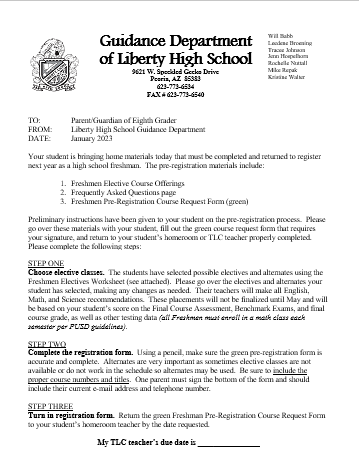 Guidance Department
of Liberty High School
9621 W. Speckled Gecko Drive
Peoria, AZ 85383
623-773-6534
FAX # 623-773-6540
Will Babb
Leedene Broeming
Tracee Johnson
Jenn Hospelhorn
Rochelle Nuttall
Mike Repak
Kristine Walter
TO: Parent/Guardian of Eighth Grader
FROM: Liberty High School Guidance Department
DATE: January 2023
Your student is bringing home materials today that must be completed and returned to register
next year as a high school freshman. The pre-registration materials include:
1. Freshmen Elective Course Offerings
2. Frequently Asked Questions page
3. Freshmen Pre-Registration Course Request Form (green)
Preliminary instructions have been given to your student on the pre-registration process. Please
go over these materials with your student, fill out the green course request form that requires
your signature, and return to your student's homeroom or TLC teacher properly completed.
Please complete the following steps:
STEP ONE
Choose elective classes. The students have selected possible electives and alternates using the
Freshmen Electives Worksheet (see attached). Please go over the electives and alternates your
student has selected, making any changes as needed. Their teachers will make all English,
Math, and Science recommendations. These placements will not be finalized until May and will
be based on your student's score on the Final Course Assessment, Benchmark Exams, and final
course grade, as well as other testing data (all Freshmen must enroll in a math class each
semester per PUSD guidelines).
STEP TWO
Complete the registration form. Using a pencil, make sure the green pre-registration form is
accurate and complete. Alternates are very important as sometimes elective classes are not
available or do not work in the schedule so alternates may be used. Be sure to include the
proper course numbers and titles. One parent must sign the bottom of the form and should
include their current e-mail address and telephone number.
STEP THREE
Turn in registration form. Return the green Freshman Pre-Registration Course Request Form
to your student's homeroom teacher by the date requested.
My TLC teacher's due date is